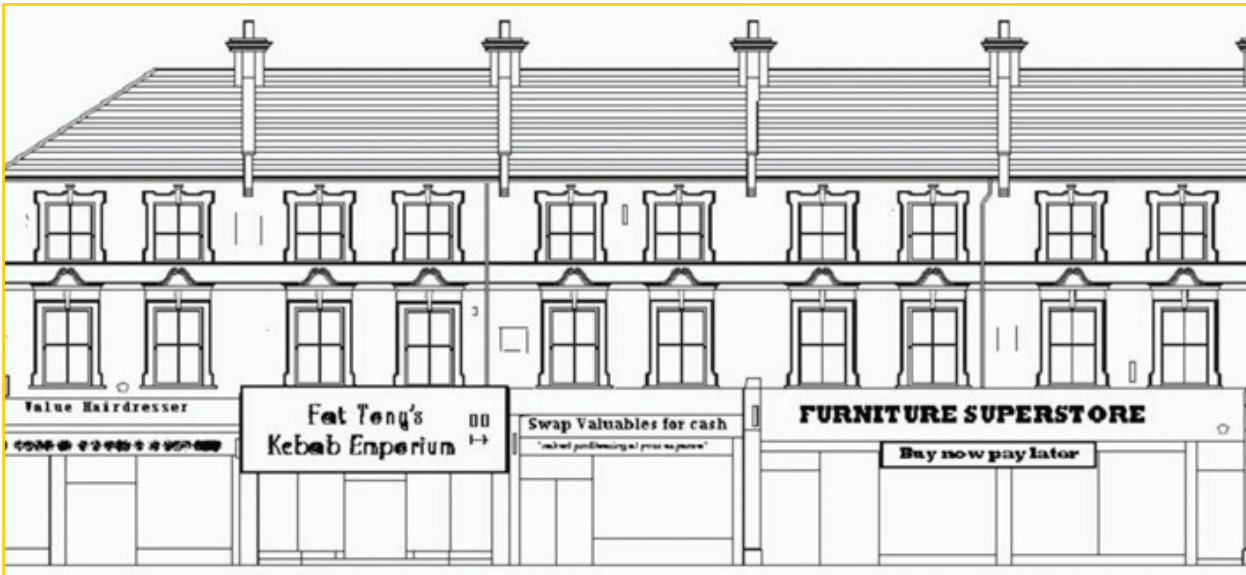 Value Hairdresser
Fat Tony's
Kebab Emporium
Swap Valuables for cash
FURNITURE SUPERSTORE
Buy now pay later